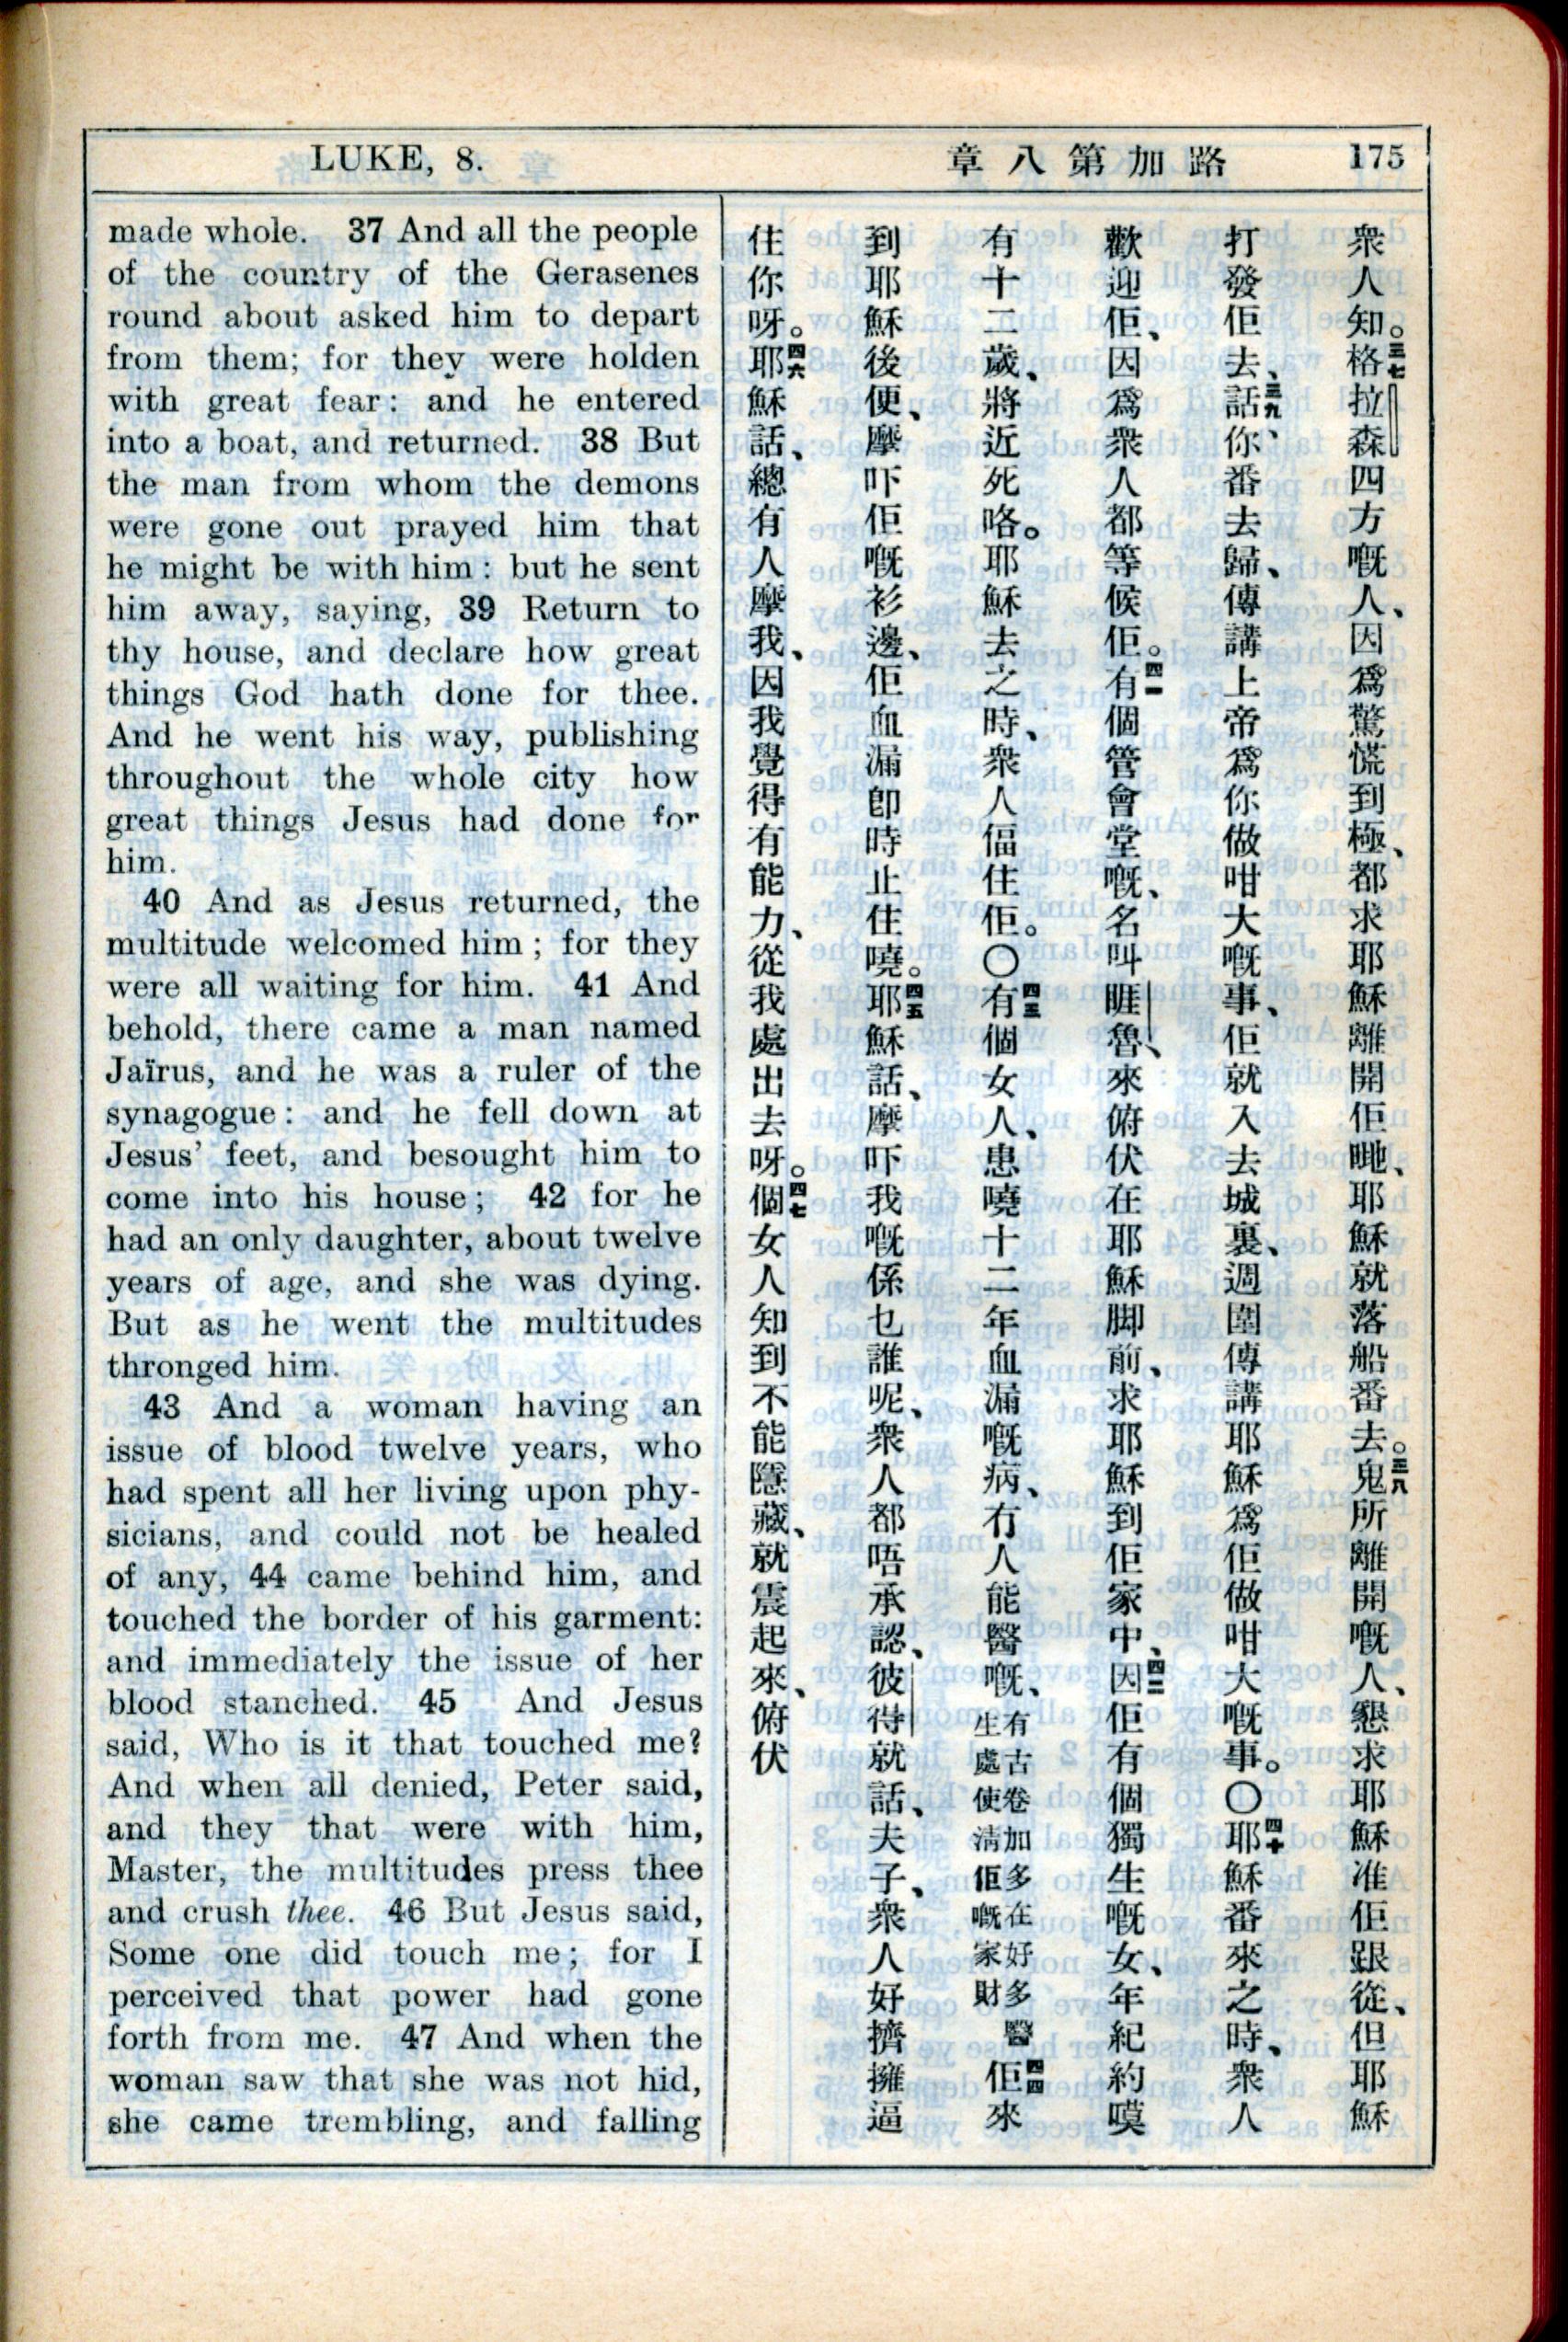 LUKE, 8.
路加第八章
175
made whole. 37 And all the people
of the country of the Gerasenes
round about asked him to depart
from them; for they were holden
with great fear: and he entered
into a boat, and returned. 38 But
the man from whom the demons
were gone out prayed him that
he might be with him: but he sent
him away, saying, 39 Return to
thy house, and declare how great
things God hath done for thee.
And he went his way, publishing
throughout the whole city how
great things Jesus had done for
him.
40 And as Jesus returned, the
multitude welcomed him; for they
were all waiting for him. 41 And
behold, there came a man named
Jaïrus, and he was a ruler of the
synagogue: and he fell down at
Jesus' feet, and besought him to
come into his house; 42 for he
had an only daughter, about twelve
years of age, and she was dying.
But as he went the multitudes
thronged him.
43 And a woman having an
issue of blood twelve years, who
had spent all her living upon phy-
sicians, and could not be healed
of any, 44 came behind him, and
touched the border of his garment:
and immediately the issue of her
blood stanched. 45 And Jesus
said, Who is it that touched me?
And when all denied, Peter said,
and they that were with him,
Master, the multitudes press thee
and crush thee. 46 But Jesus said,
Some one did touch me; for I
perceived that power had gone
forth from me. 47 And when the
woman saw that she was not hid,
she came trembling, and falling
衆人知。三七格拉森四方嘅人、因爲驚慌到極、都求耶穌離開佢哋、耶穌就落船番去。三八鬼所離開嘅人、懇求耶穌准佢跟從、但耶穌
打發佢去、話、三九你番去歸、傳講上帝爲你做咁大嘅事、佢就入去城裏、週圍傳講耶穌爲佢做咁大嘅事。〇四十耶穌番來之時、衆人
歡迎佢、因爲衆人都等候佢。四一有個管會堂嘅、名叫睚魯、來俯伏在耶穌脚前、求耶穌到佢家中、四二因佢有個獨生嘅女、年紀約嘆
有十二歲、將近死咯。耶穌去之時、衆人偪住佢。〇四三有個女人、患嘵十二年血漏嘅病、冇人能醫嘅、有古卷加多在好多醫生處使淸佢嘅家財四四佢來
到耶穌後便、摩吓佢嘅衫邊、佢血漏卽時止住嘵。四五耶穌話、摩吓我嘅係乜誰呢、衆人都唔承認、彼得就話、夫子、衆人好擠擁逼
住你呀。四六耶穌話、總有人摩我、因我覺得有能力、從我處出去呀。四七個女人知到不能隱藏、就震起來、俯伏